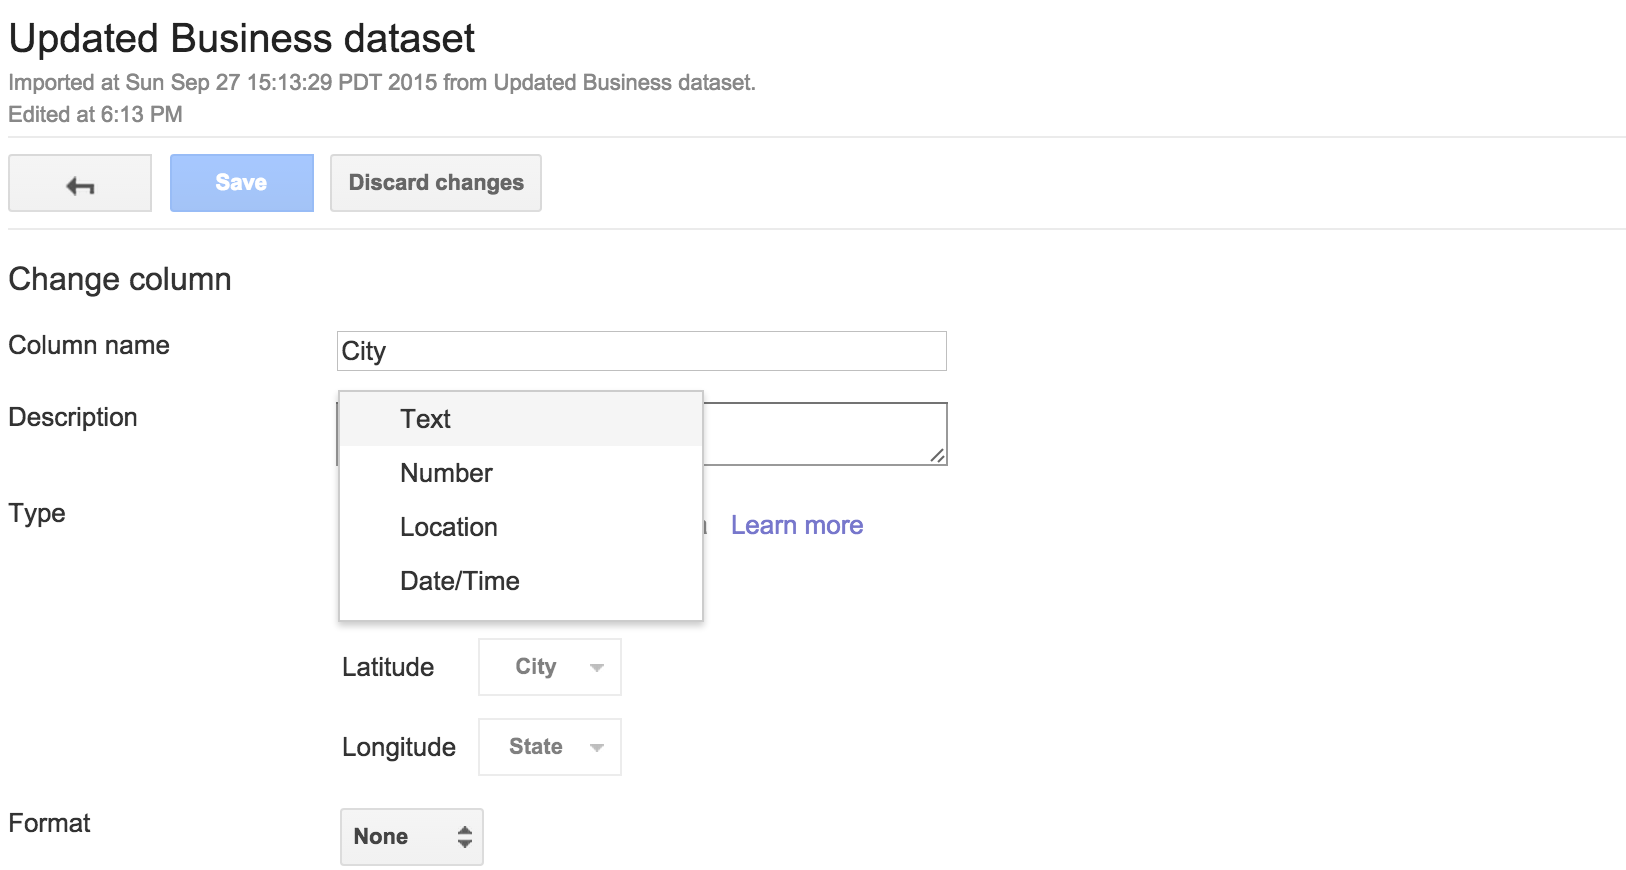 Updated Business dataset
Imported at Sun Sep 27 15:13:29 PDT 2015 from Updated Business dataset.
Edited at 6:13 PM
Save Discard changes
Change column
Column name City
Description
Text
Number
Type
Location Learn more
Date/Time
Latitude City
Longitude State
Format None